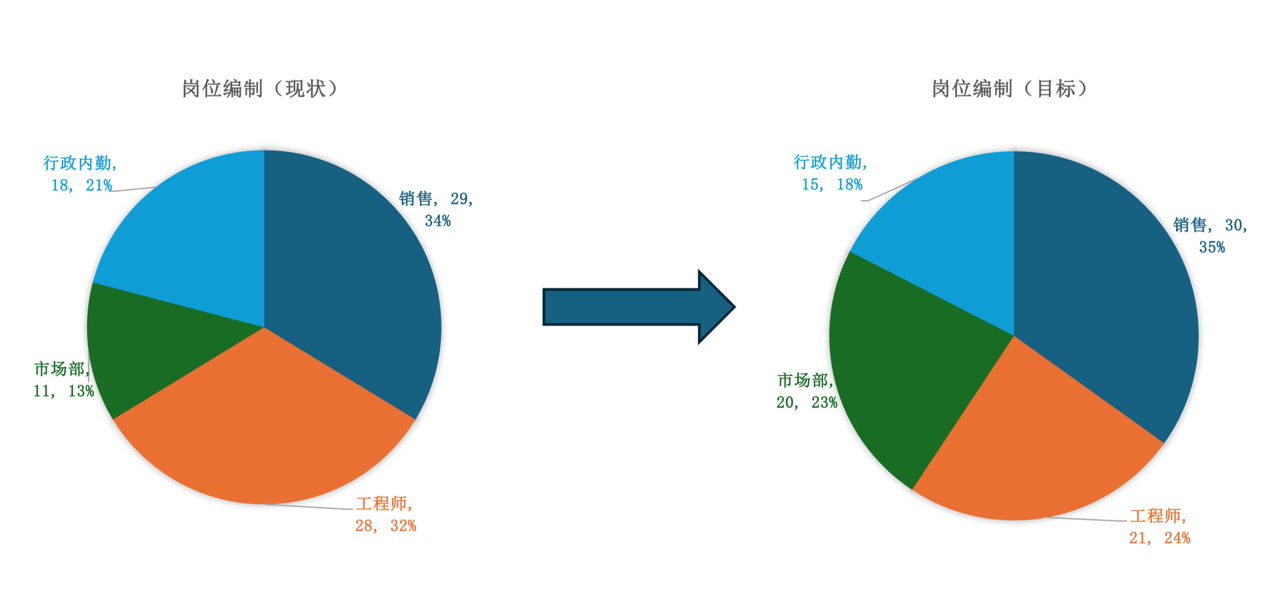 岗位编制（现状）
行政内勤,
18, 21%
销售, 29,
34%
市场部,
11, 13%
工程师,
28, 32%
岗位编制（目标）
行政内勤,
15, 18%
销售, 30,
35%
市场部,
20, 23%
工程师,
21, 24%